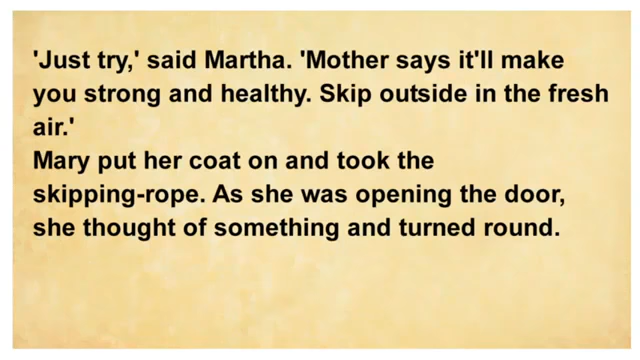 'Just try,' said Martha. 'Mother says it'll make
you strong and healthy. Skip outside in the fresh
air.'
Mary put her coat on and took the
skipping-rope. As she was opening the door,
she thought of something and turned round.